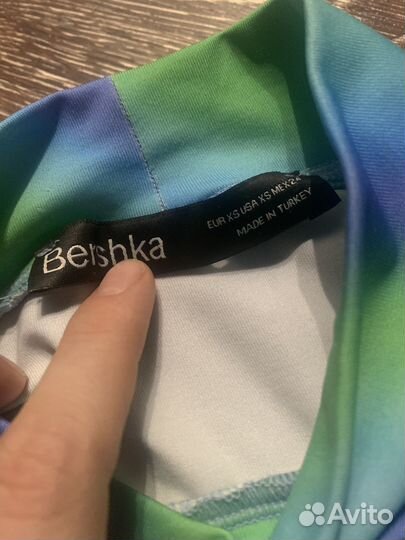 Bershka
EUR XS USA XS MEX 24
MADE IN TURKEY
Avito